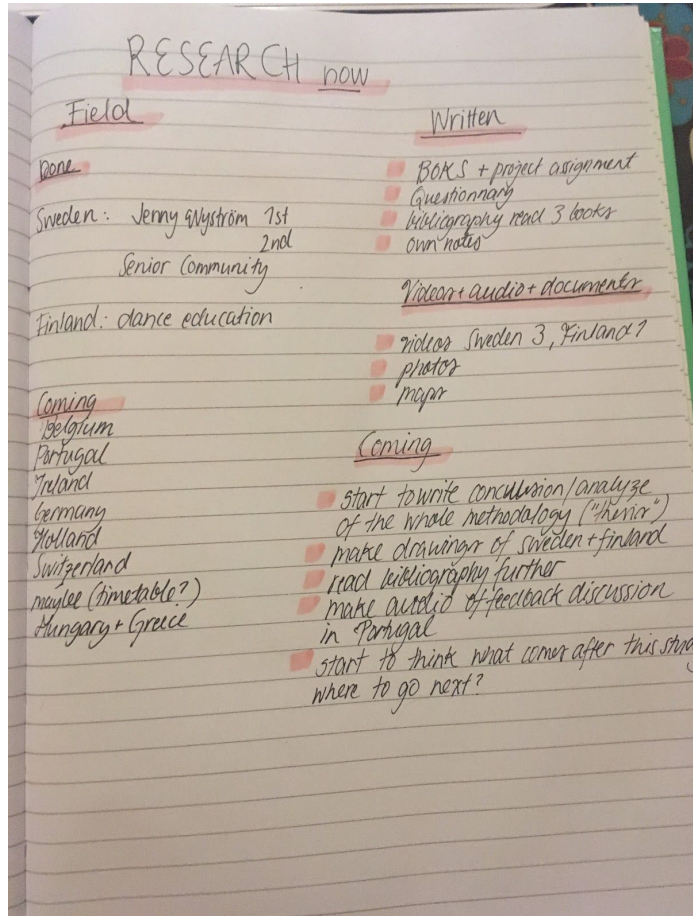 RESEARCH now
Field
Done
Sweden: Jenny Nyström 1st
2nd
Senior Community
Finland: dance education
Coming
Belgium
Portugal
Ireland
Germany
Holland
Switzerland
(timetable?)
Hungary + Greece
Written
BOKS + project assignment
Questionnary
bibliography read 3 books
own notes
Videos + audio + documents
videos Sweden 3, Finland 1
photos
maps
Coming
start to write conclusion/analyze
of the whole methodalogy ("thesis")
make drawings of sweden + finland
read bibliography further
make audio of feedback discussion
in Portugal
start to think what comes after this
where to go next?